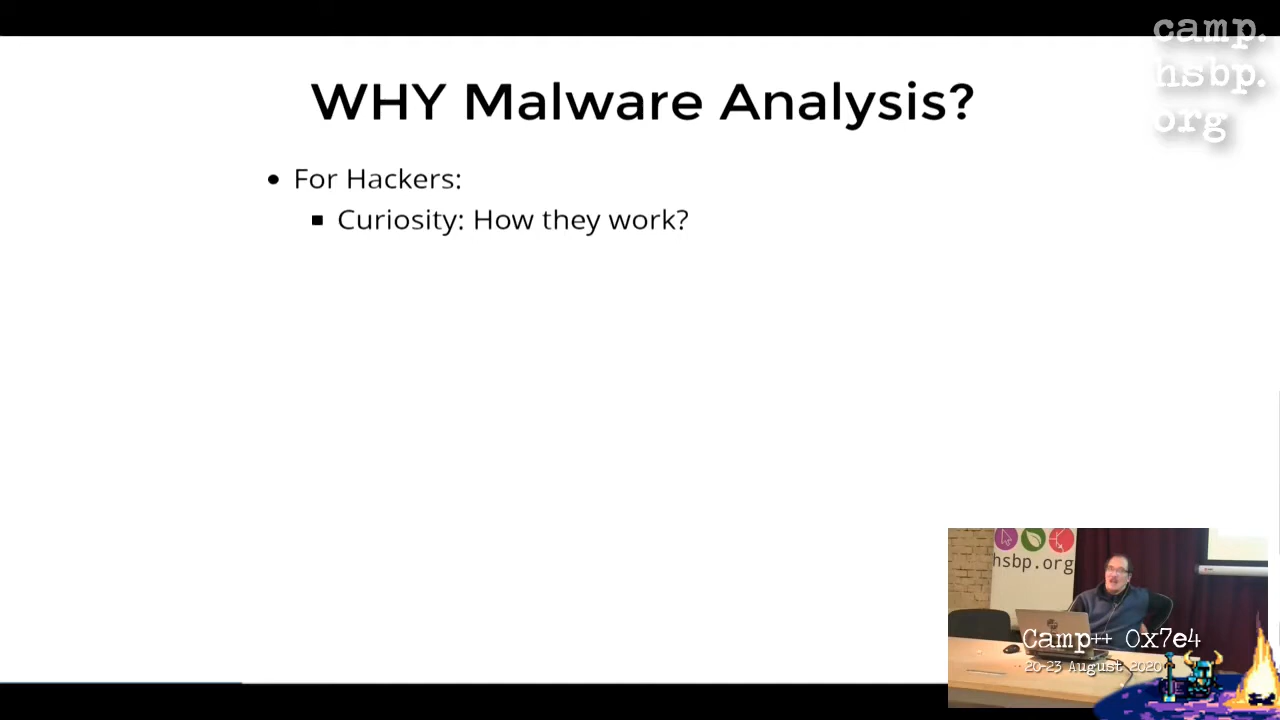 camp.
hsbp.
org
WHY Malware Analysis?
For Hackers:
Curiosity: How they work?
hsbp.org
Camp++ 0x7e4
20-23 August 2020